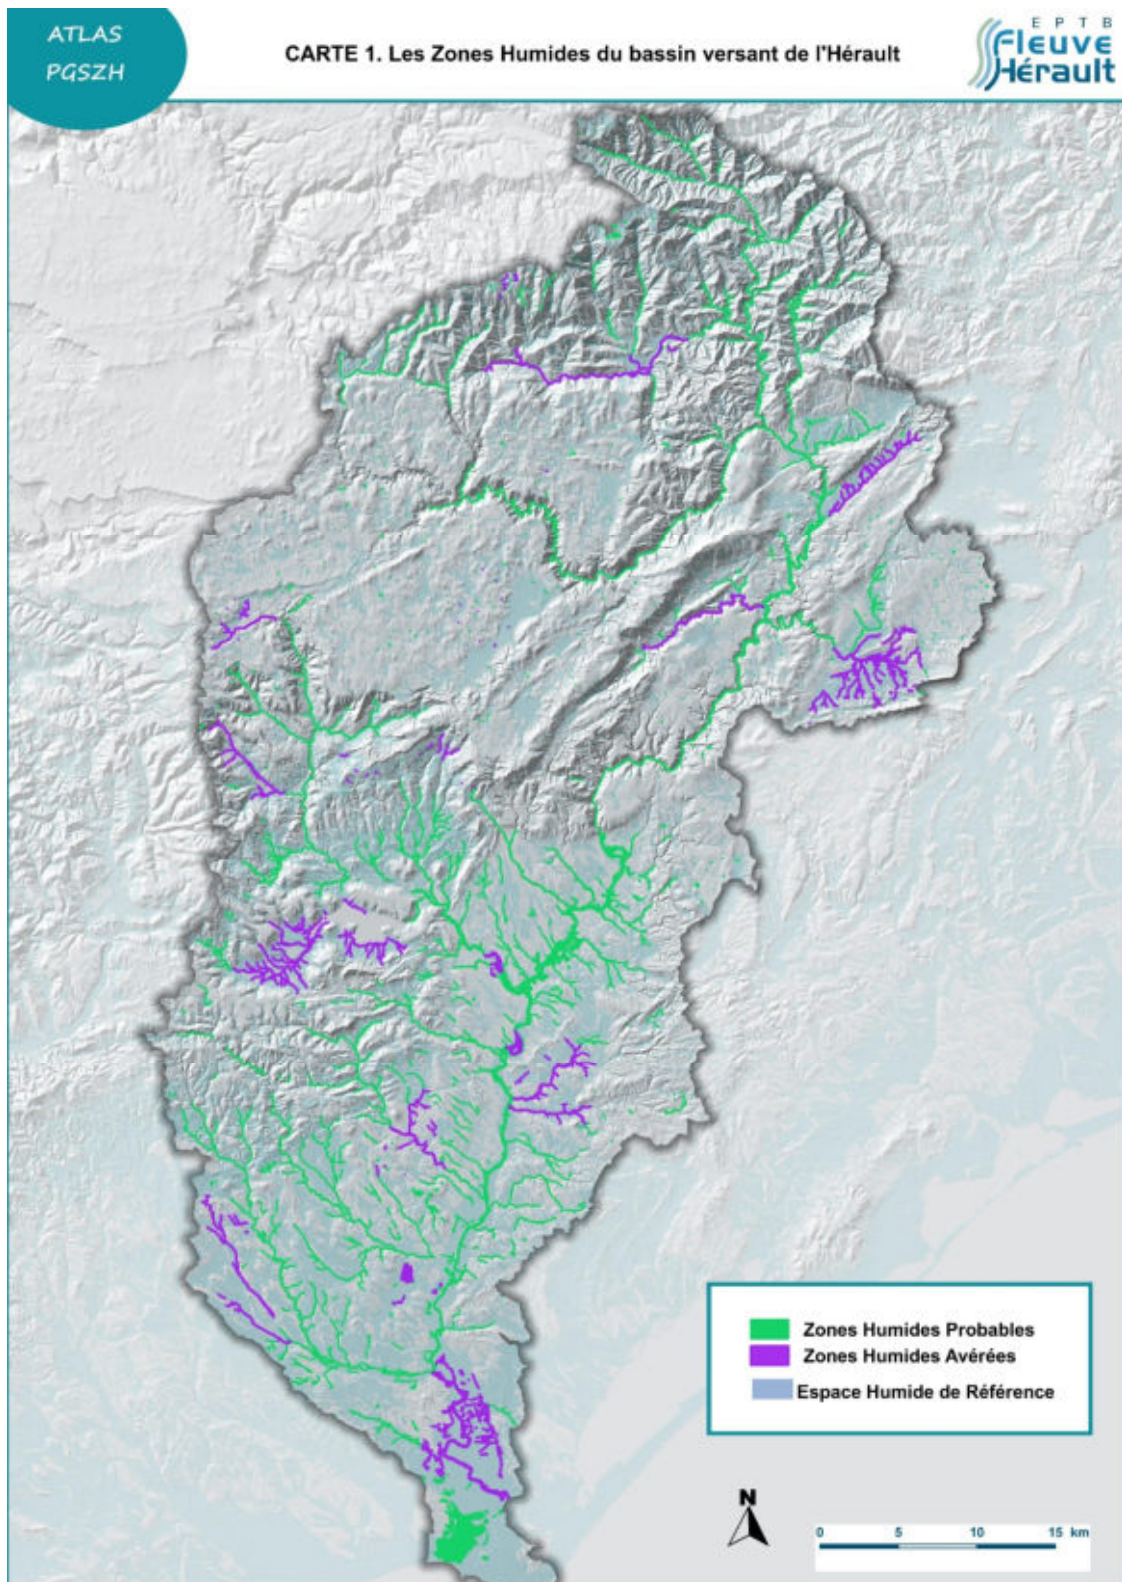 ATLAS
PGSZH
CARTE 1. Les Zones Humides du bassin versant de l'Hérault
EPTB
Fleuve
Hérault
Zones Humides Probables
Zones Humides Avérées
Espace Humide de Référence
N
0 5 10 15 km